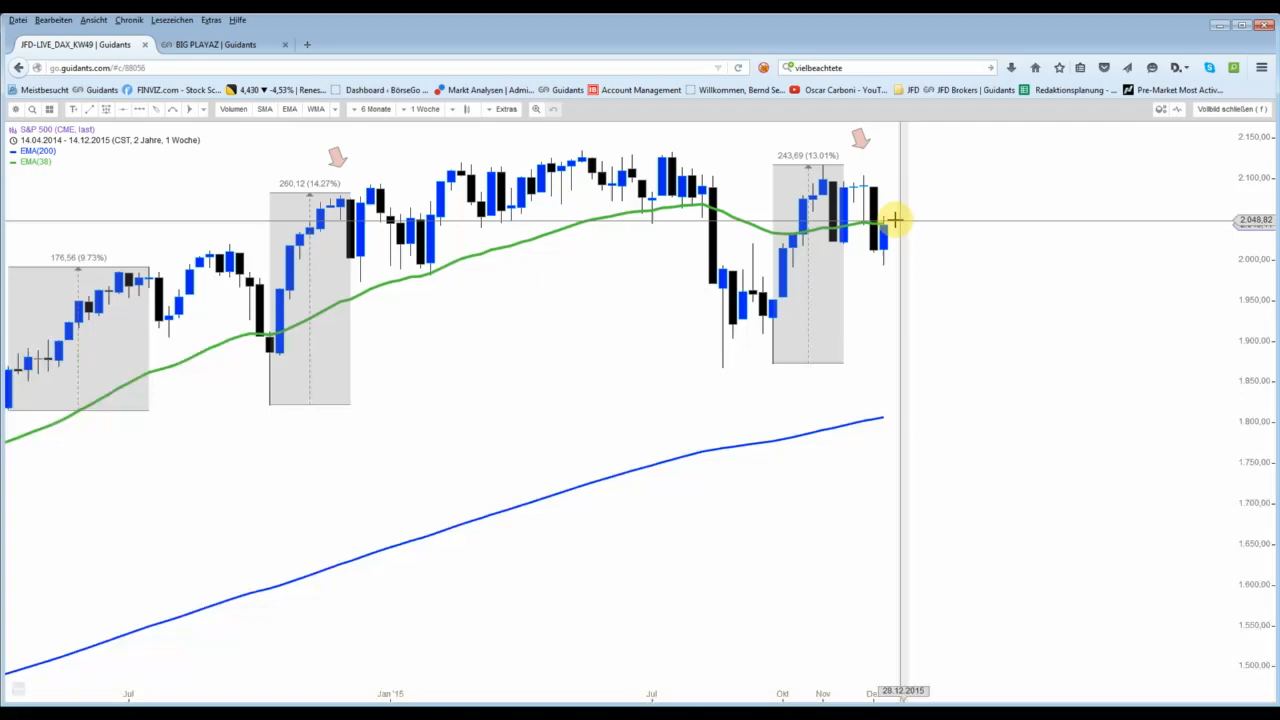 Datei Bearbeiten Ansicht Chronik Lesezeichen Extras Hilfe
JFD-LIVE_DAX_KW49 | Guidants × BIG PLAYAZ | Guidants × +
go.guidants.com/#c/88056 vielbeachtete
Meistbesucht Guidants FINVIZ.com - Stock Sc... 4,430 ▼ -4,53% | Renes... Dashboard ‹ BörseGo ... Markt Analysen | Admi... Guidants Account Management Willkommen, Bernd Se... Oscar Carboni - YouT... JFD JFD Brokers | Guidants Redaktionsplanung - ... Pre-Market Most Activ...
Volumen SMA EMA WMA 6 Monate 1 Woche Extras Vollbild schließen ( f )
S&P 500 (CME, last)
14.04.2014 - 14.12.2015 (CST, 2 Jahre, 1 Woche)
EMA(200)
EMA(38)
176,56 (9.73%)
260,12 (14.27%)
243,69 (13.01%)
2.150,00
2.100,00
2.048,82
2.000,00
1.950,00
1.900,00
1.850,00
1.800,00
1.750,00
1.700,00
1.650,00
1.600,00
1.550,00
1.500,00
Jul Jan '15 Jul Okt Nov De 28.12.2015